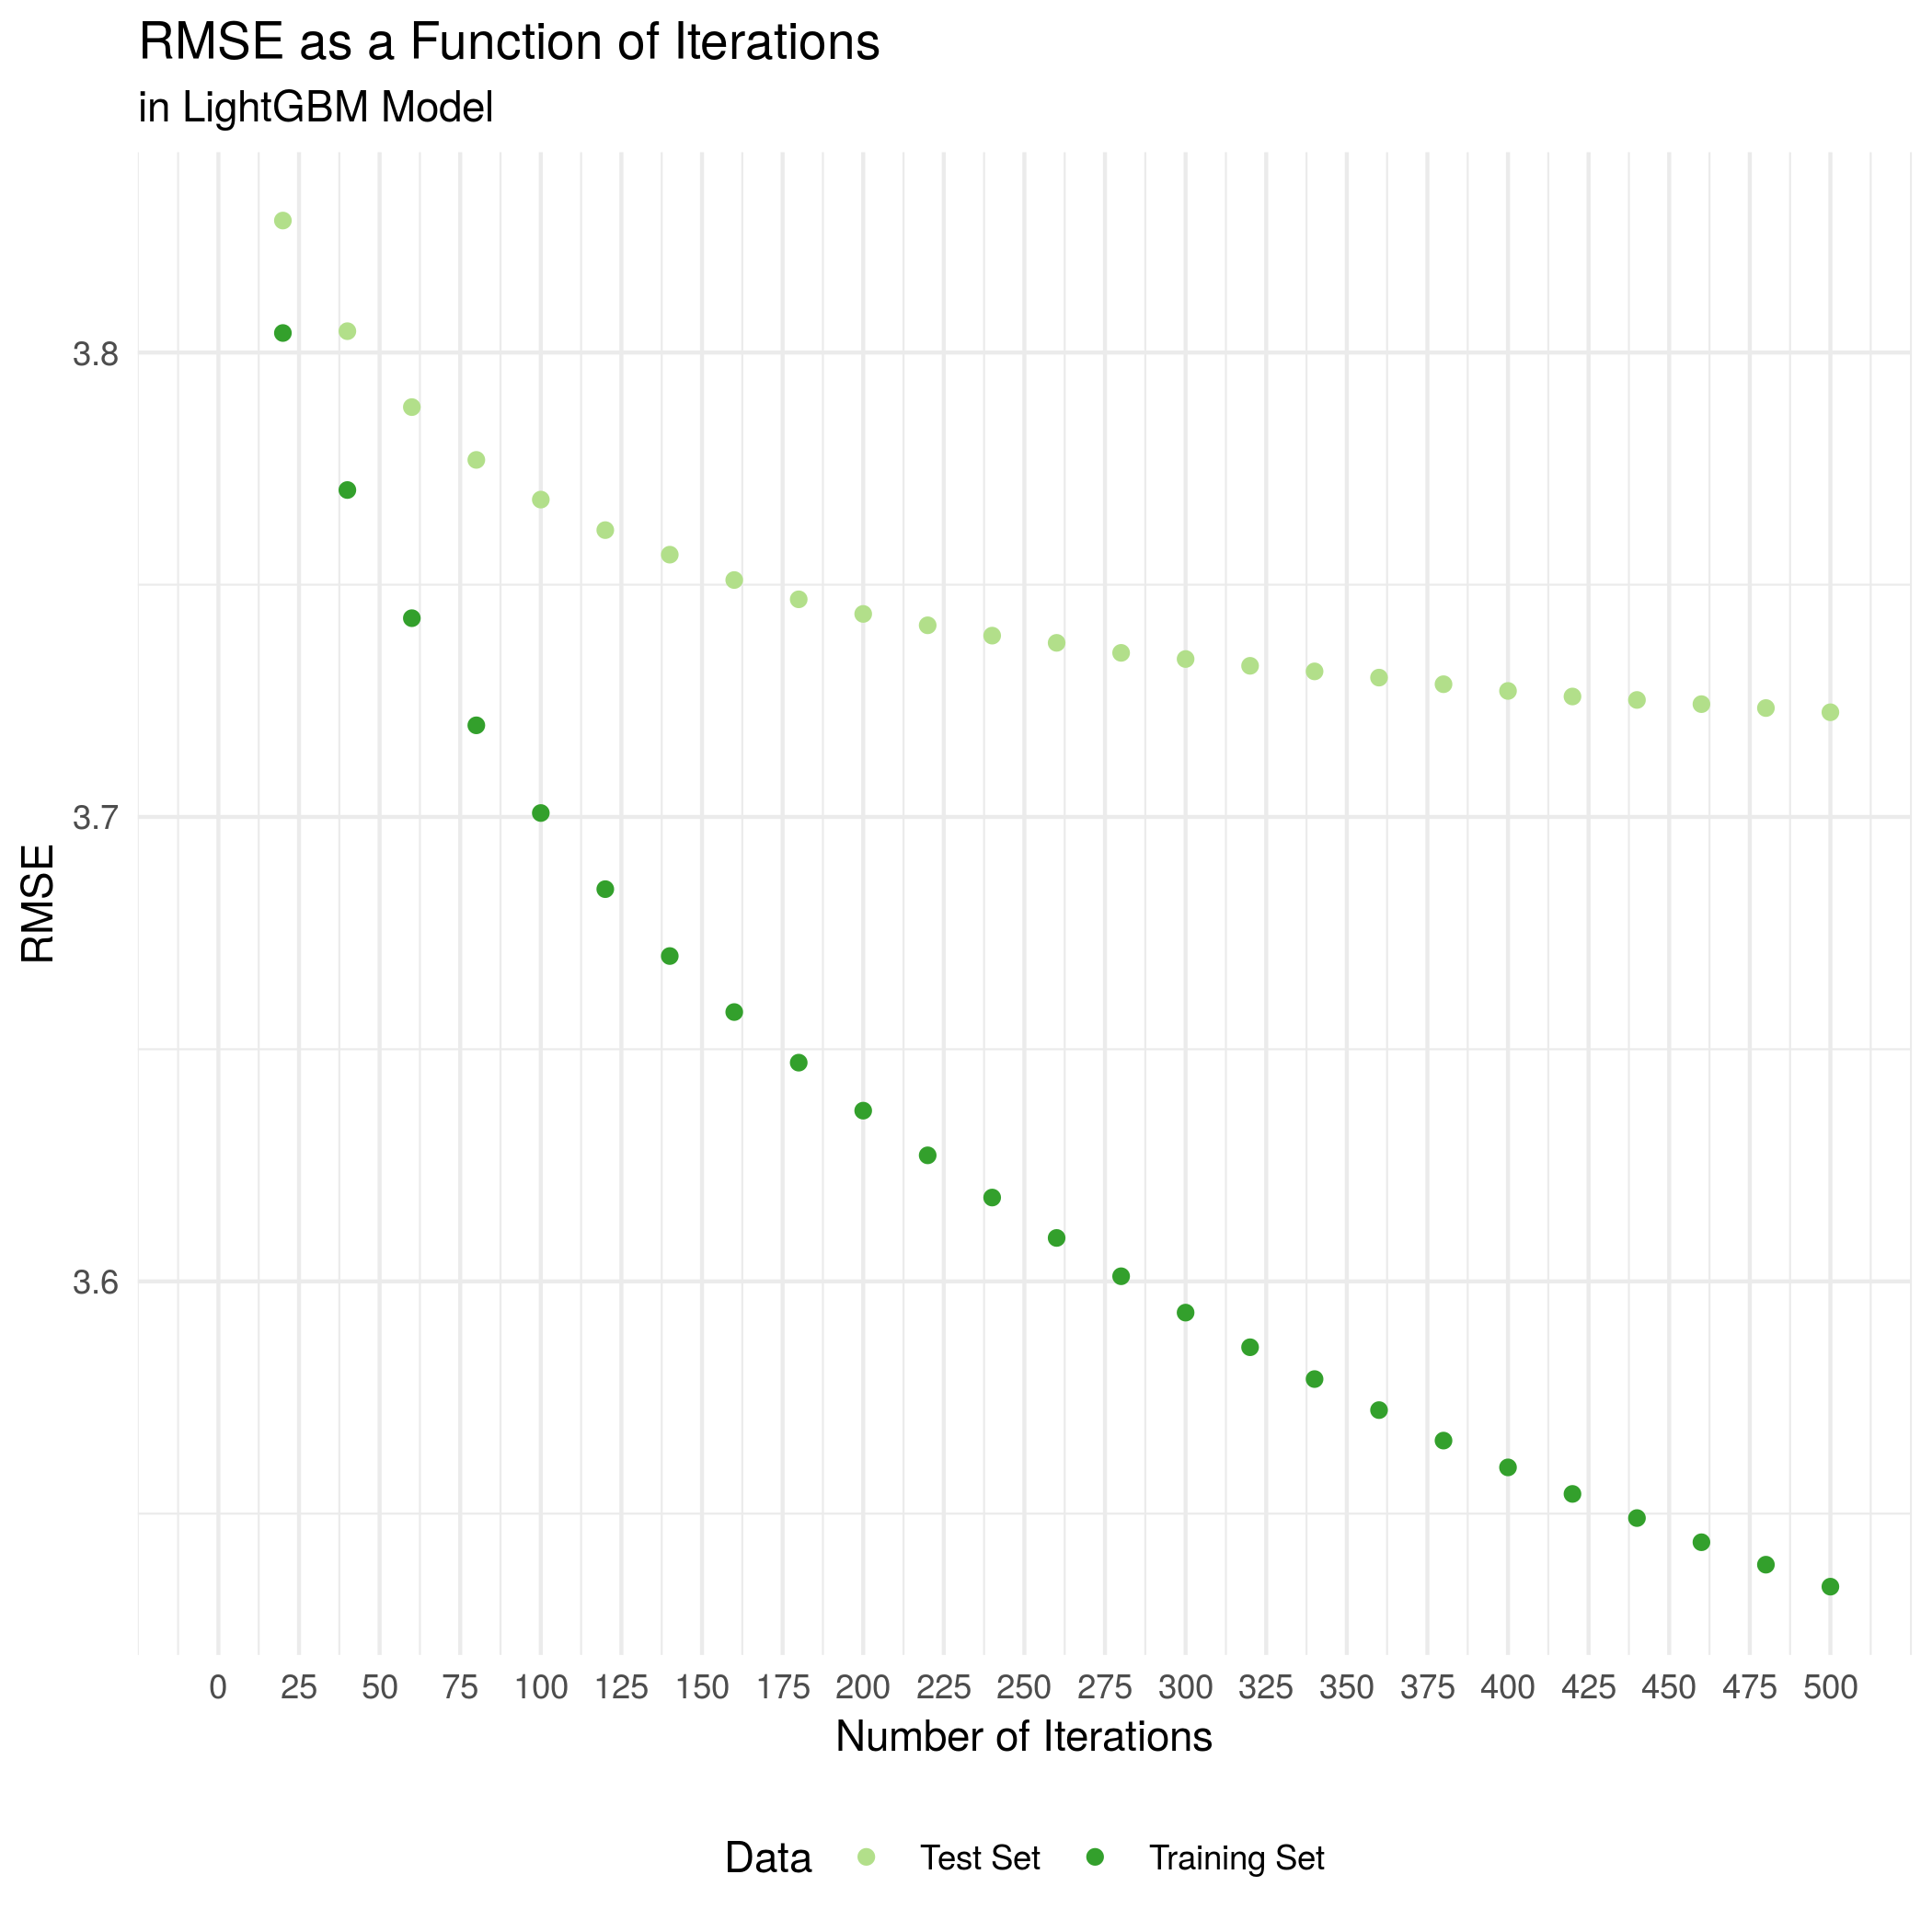 RMSE as a Function of Iterations
in LightGBM Model
3.8
3.7
3.6
RMSE
0 25 50 75 100 125 150 175 200 225 250 275 300 325 350 375 400 425 450 475 500
Number of Iterations
Data Test Set Training Set